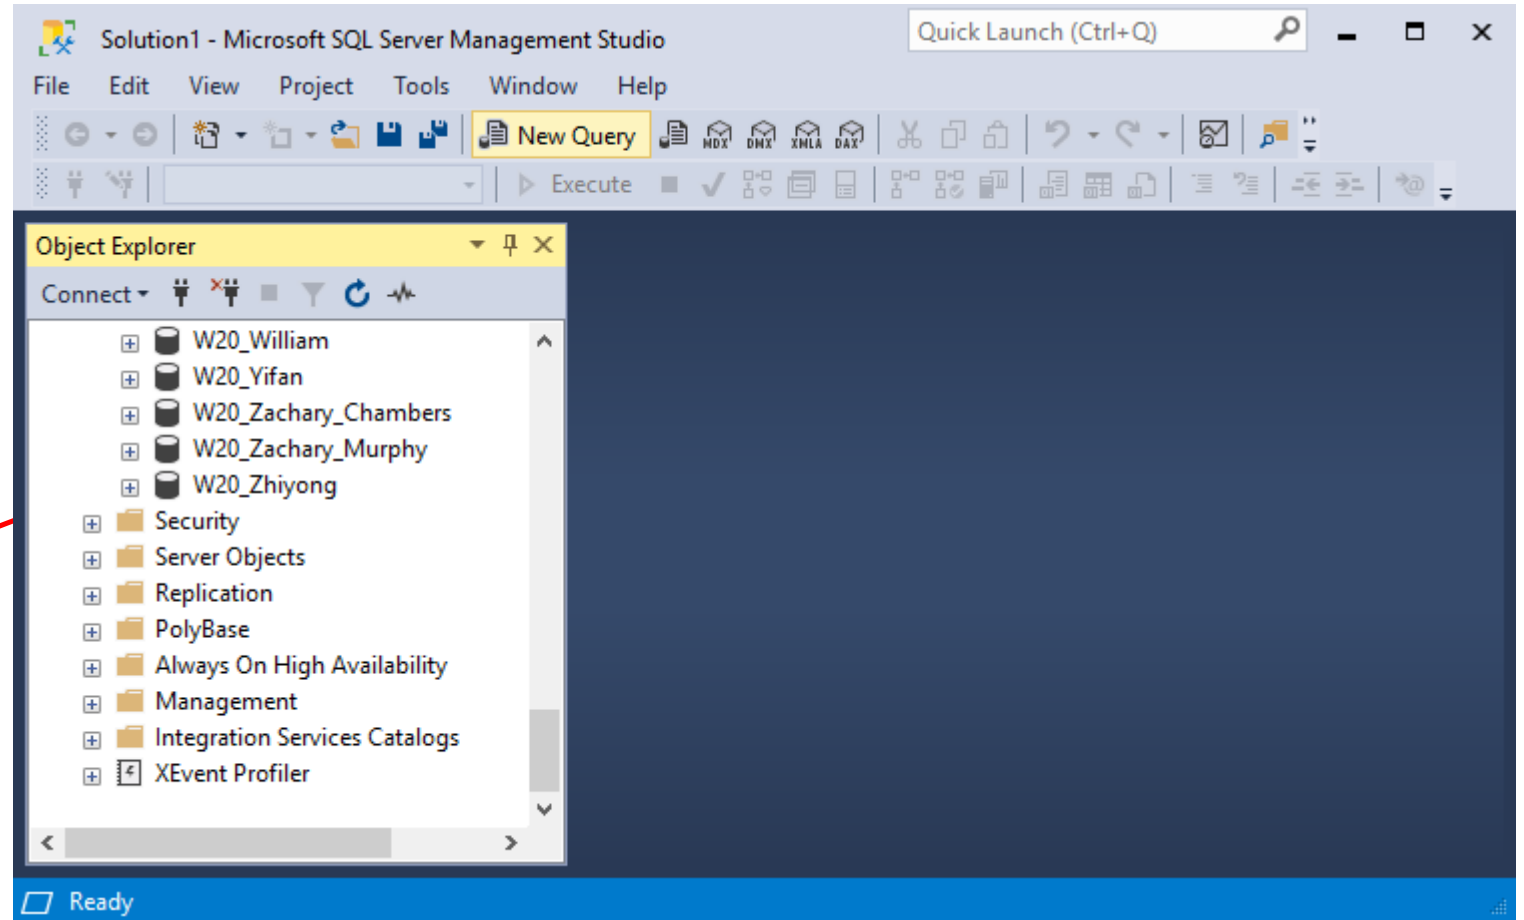 Solution1 - Microsoft SQL Server Management Studio
Quick Launch (Ctrl+Q)
File Edit View Project Tools Window Help
New Query MDX DMX XMLA DAX
Execute
Object Explorer
Connect
W20_William
W20_Yifan
W20_Zachary_Chambers
W20_Zachary_Murphy
W20_Zhiyong
Security
Server Objects
Replication
PolyBase
Always On High Availability
Management
Integration Services Catalogs
XEvent Profiler
Ready